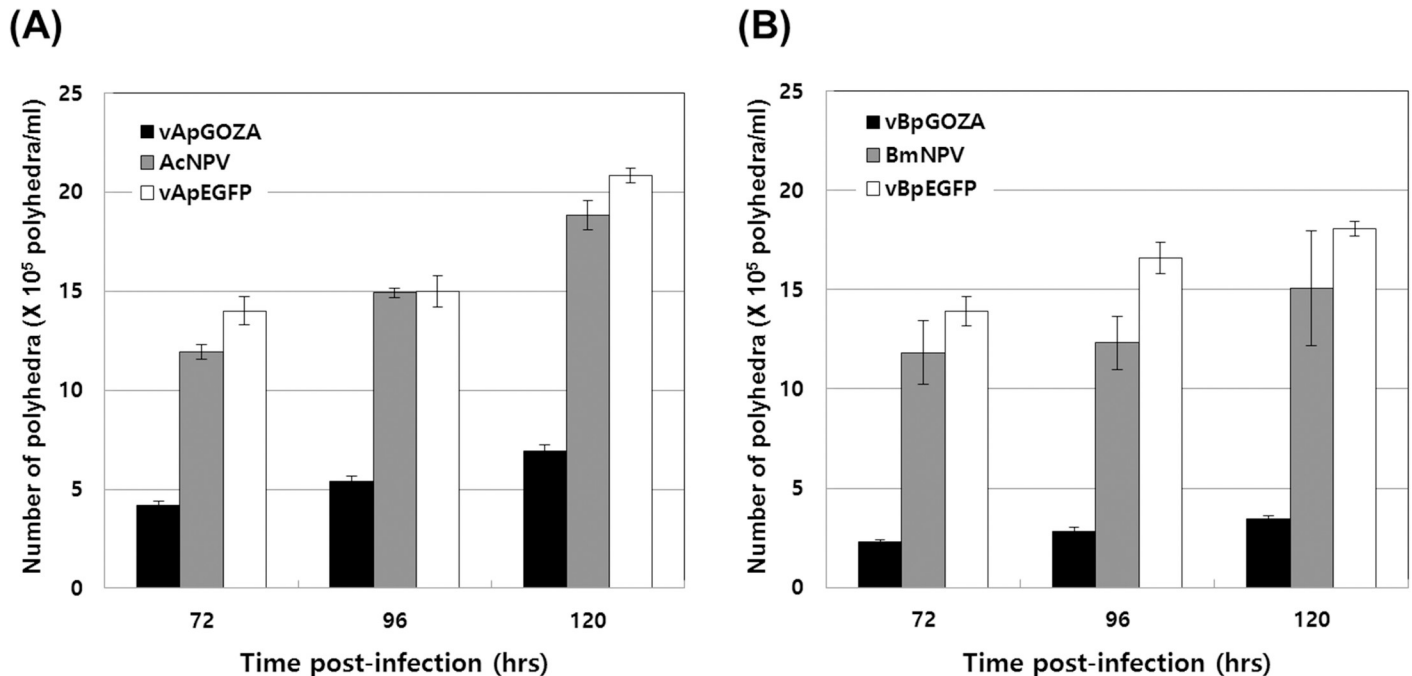 (A)
Number of polyhedra (X 10⁵ polyhedra/ml)
25
20
15
10
5
0
vApGOZA
AcNPV
vApEGFP
72 96 120
Time post-infection (hrs)
(B)
Number of polyhedra (X 10⁵ polyhedra/ml)
25
20
15
10
5
0
vBpGOZA
BmNPV
vBpEGFP
72 96 120
Time post-infection (hrs)